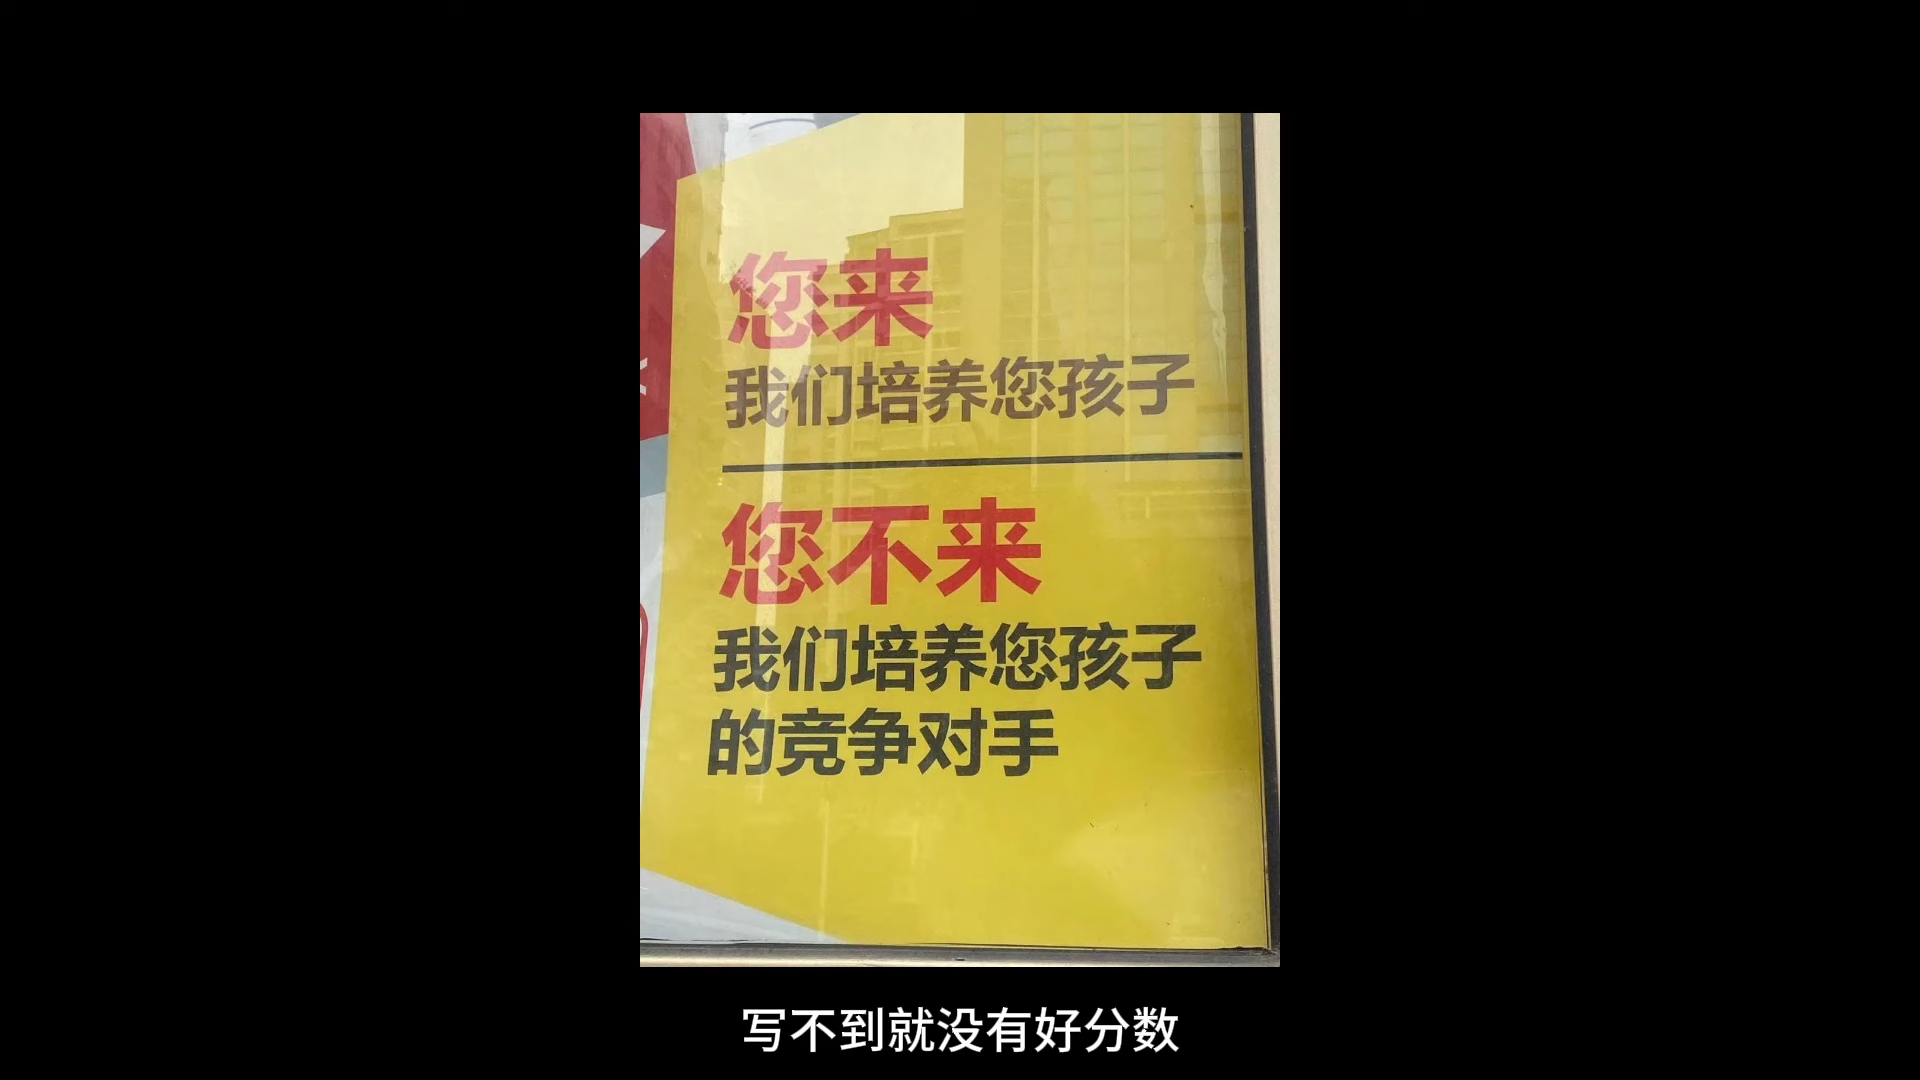 您来
我们培养您孩子
您不来
我们培养您孩子
的竞争对手
写不到就没有好分数